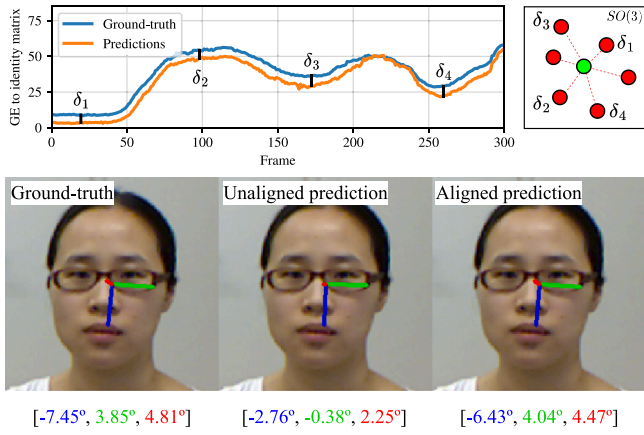 GE to identity matrix
75
50
25
0
Ground-truth
Predictions
δ1
δ2
δ3
δ4
0 50 100 150 200 250 300
Frame
SO(3)
δ3
δ1
δ2
δ4
Ground-truth
Unaligned prediction
Aligned prediction
[-7.45º, 3.85º, 4.81º]
[-2.76º, -0.38º, 2.25º]
[-6.43º, 4.04º, 4.47º]